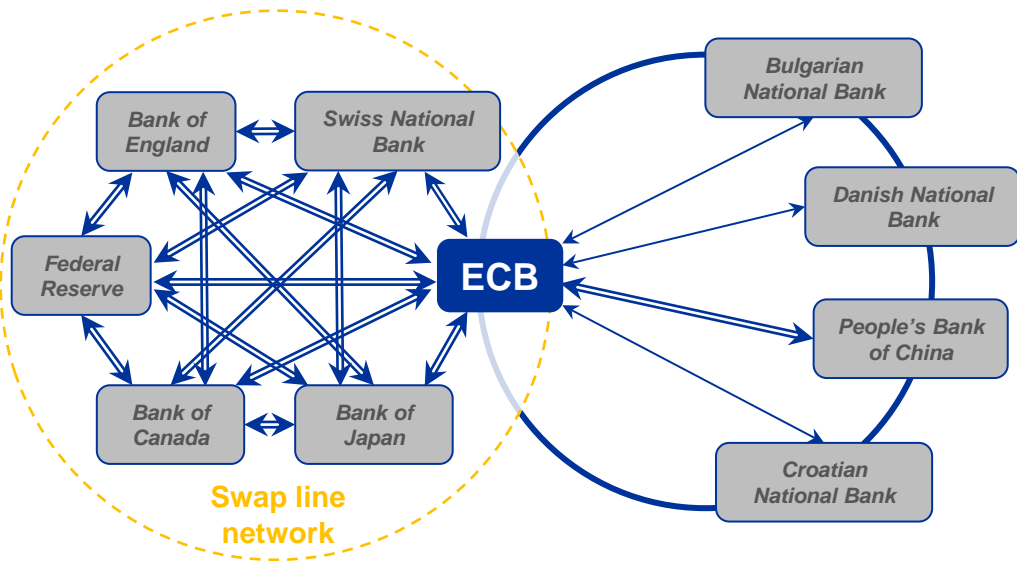 Bulgarian
National Bank
Bank of
England
Swiss National
Bank
Danish National
Bank
Federal
Reserve
ECB
People's Bank
of China
Bank of
Canada
Bank of
Japan
Croatian
National Bank
Swap line
network